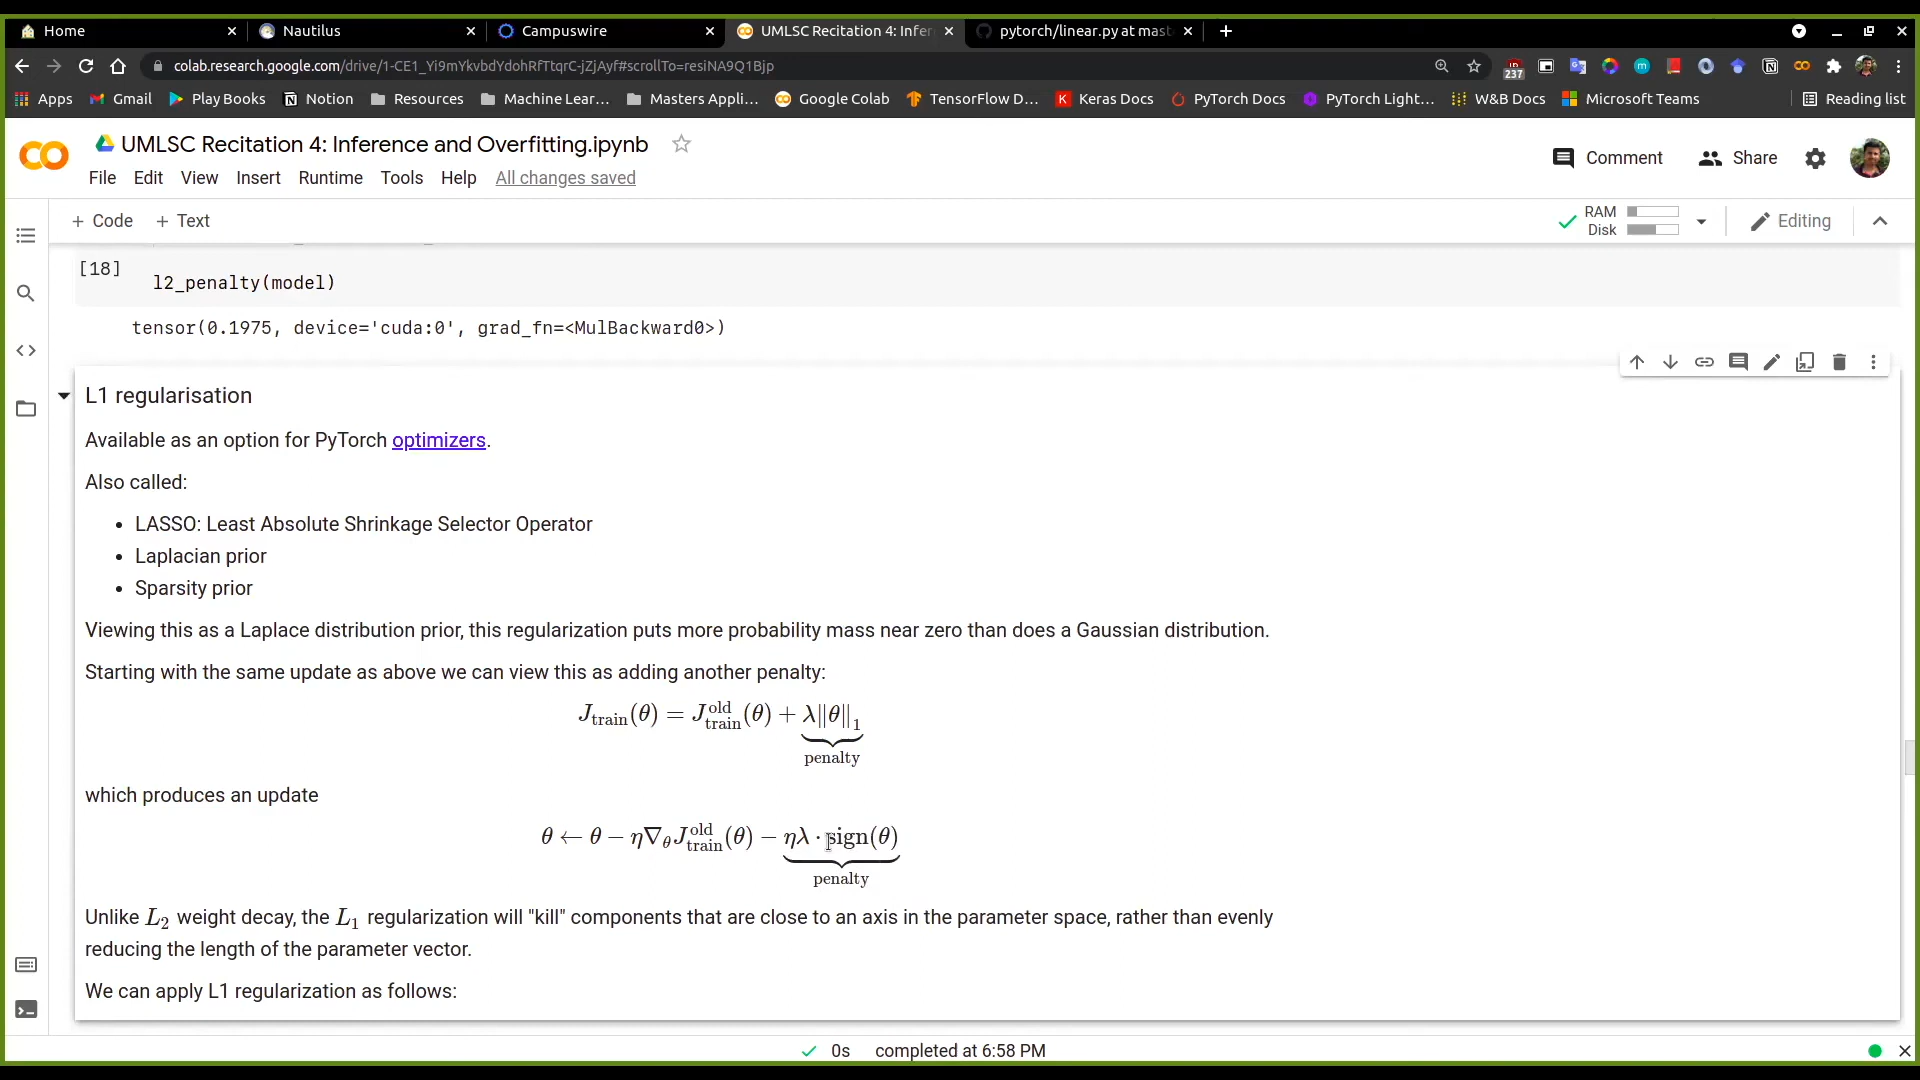 Home
Nautilus
Campuswire
UMLSC Recitation 4: Infer
pytorch/linear.py at mast
colab.research.google.com/drive/1-CE1_Yi9mYkvbdYdohRfTtqrC-jZjAyf#scrollTo=resiNA9Q1Bjp
237
Apps Gmail Play Books Notion Resources Machine Lear... Masters Appli... Google Colab TensorFlow D... Keras Docs PyTorch Docs PyTorch Light... W&B Docs Microsoft Teams Reading list
UMLSC Recitation 4: Inference and Overfitting.ipynb
Comment Share
File Edit View Insert Runtime Tools Help All changes saved
+ Code + Text
RAM
Disk
Editing
[18]
l2_penalty(model)
tensor(0.1975, device='cuda:0', grad_fn=<MulBackward0>)
L1 regularisation
Available as an option for PyTorch optimizers.
Also called:
• LASSO: Least Absolute Shrinkage Selector Operator
• Laplacian prior
• Sparsity prior
Viewing this as a Laplace distribution prior, this regularization puts more probability mass near zero than does a Gaussian distribution.
Starting with the same update as above we can view this as adding another penalty:
J_train(θ) = J_train^old(θ) + λ‖θ‖₁
penalty
which produces an update
θ ← θ − η∇_θ J_train^old(θ) − ηλ · sign(θ)
penalty
Unlike L₂ weight decay, the L₁ regularization will "kill" components that are close to an axis in the parameter space, rather than evenly
reducing the length of the parameter vector.
We can apply L1 regularization as follows:
0s completed at 6:58 PM